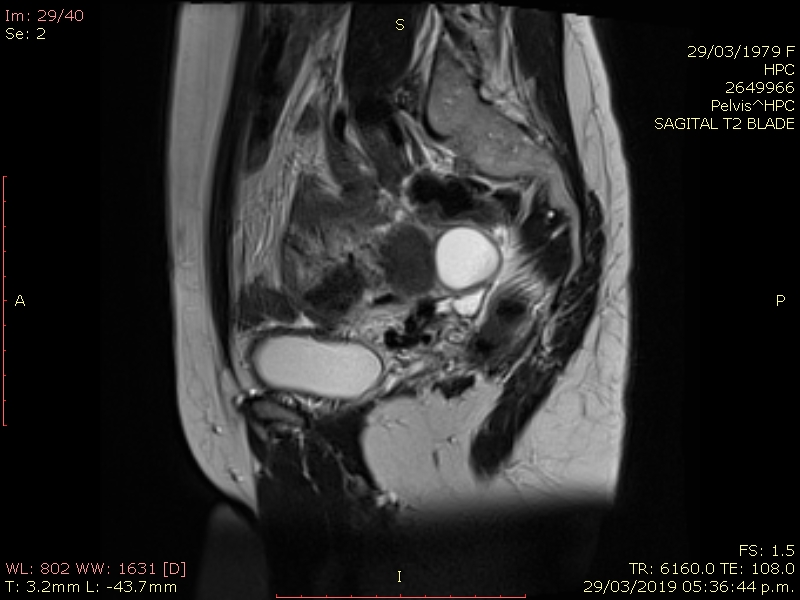 Im: 29/40
Se: 2
S
29/03/1979 F
HPC
2649966
Pelvis^HPC
SAGITAL T2 BLADE
A
P
WL: 802 WW: 1631 [D]
T: 3.2mm L: -43.7mm
I
FS: 1.5
TR: 6160.0 TE: 108.0
29/03/2019 05:36:44 p.m.